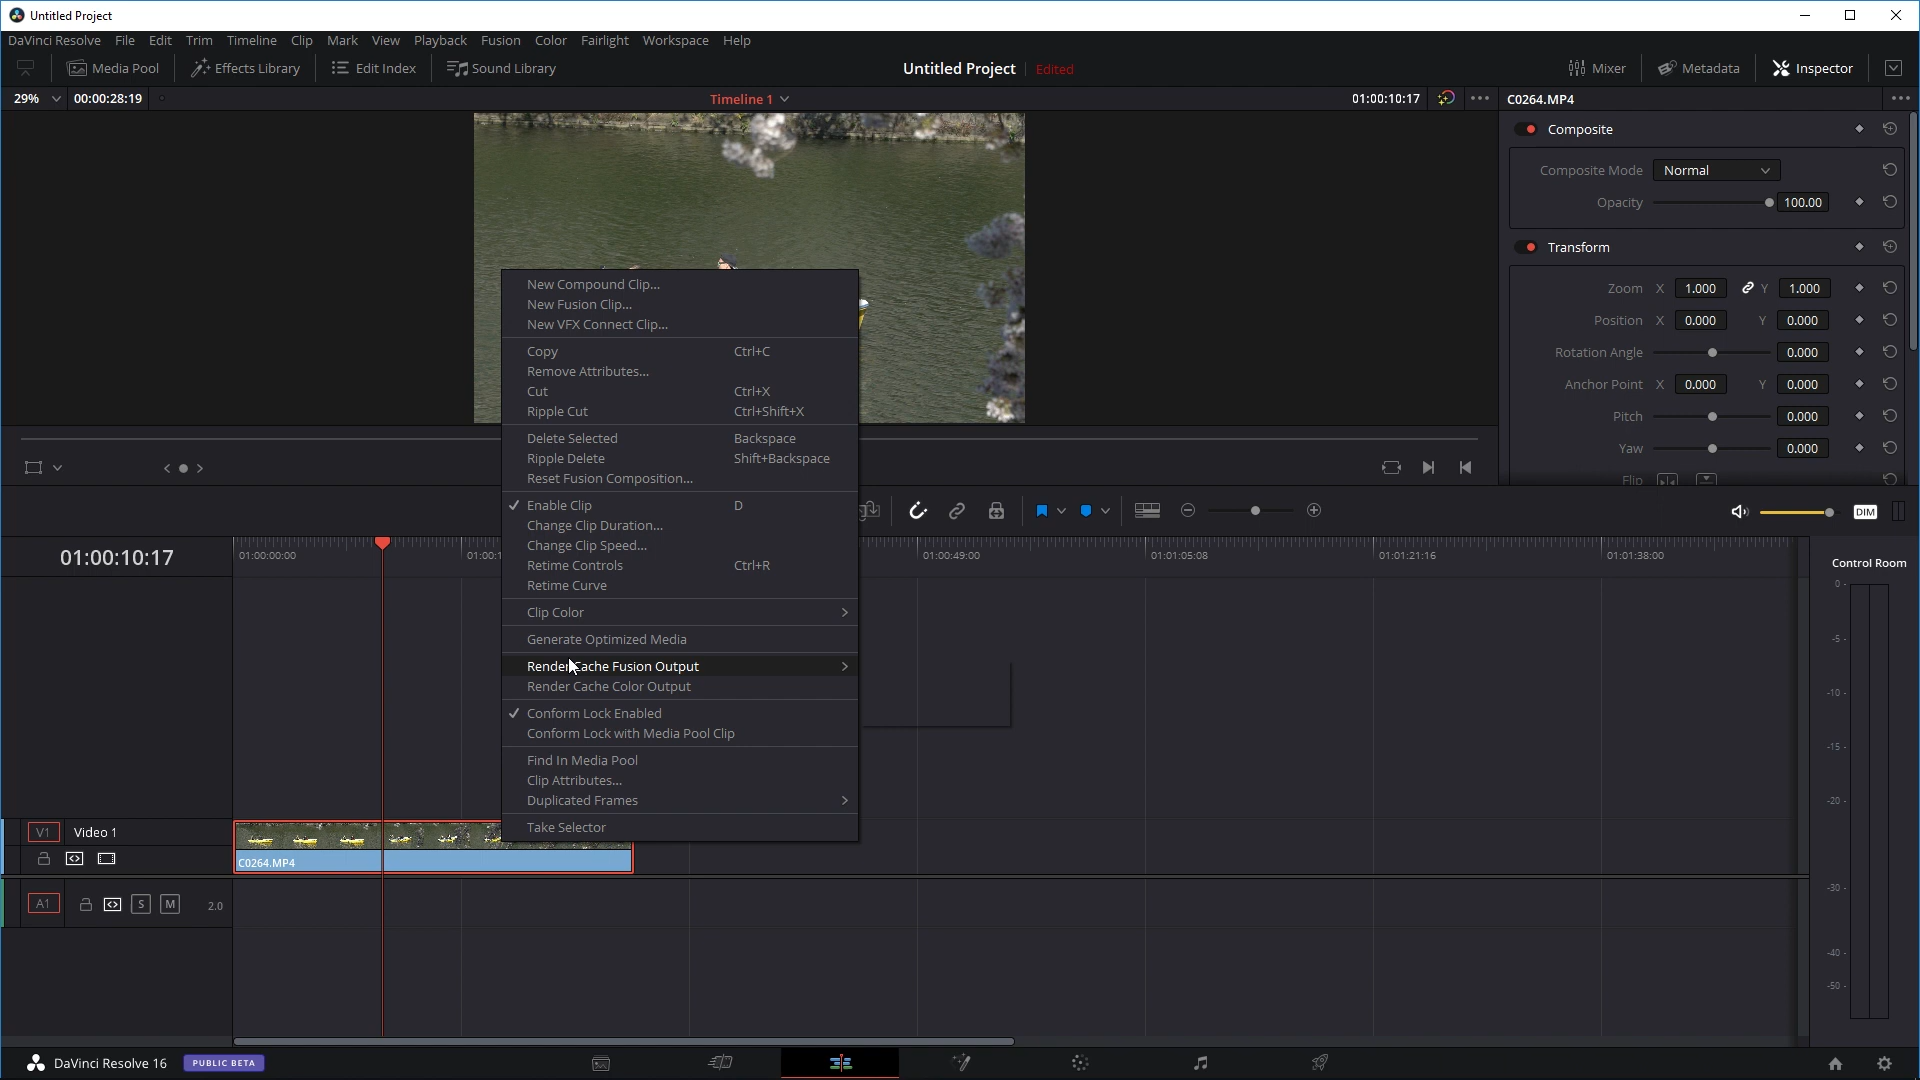 Untitled Project
DaVinci Resolve File Edit Trim Timeline Clip Mark View Playback Fusion Color Fairlight Workspace Help
Media Pool Effects Library Edit Index Sound Library Untitled Project Edited Mixer Metadata Inspector
29% 00:00:28:19 Timeline 1 01:00:10:17 C0264.MP4
Composite
Composite Mode Normal
Opacity 100.00
Transform
Zoom X 1.000 Y 1.000
Position X 0.000 Y 0.000
Rotation Angle 0.000
Anchor Point X 0.000 Y 0.000
Pitch 0.000
Yaw 0.000
Flip
New Compound Clip...
New Fusion Clip...
New VFX Connect Clip...
Copy Ctrl+C
Remove Attributes...
Cut Ctrl+X
Ripple Cut Ctrl+Shift+X
Delete Selected Backspace
Ripple Delete Shift+Backspace
Reset Fusion Composition...
Enable Clip D
Change Clip Duration...
Change Clip Speed...
Retime Controls Ctrl+R
Retime Curve
Clip Color
Generate Optimized Media
Render Cache Fusion Output
Render Cache Color Output
Conform Lock Enabled
Conform Lock with Media Pool Clip
Find In Media Pool
Clip Attributes...
Duplicated Frames
Take Selector
DIM
01:00:10:17 01:00:00:00 01:00:1 01:00:49:00 01:01:05:08 01:01:21:16 01:01:38:00
Control Room
0
-5
-10
-15
-20
-30
-40
-50
V1 Video 1
C0264.MP4
A1 S M 2.0
DaVinci Resolve 16 PUBLIC BETA